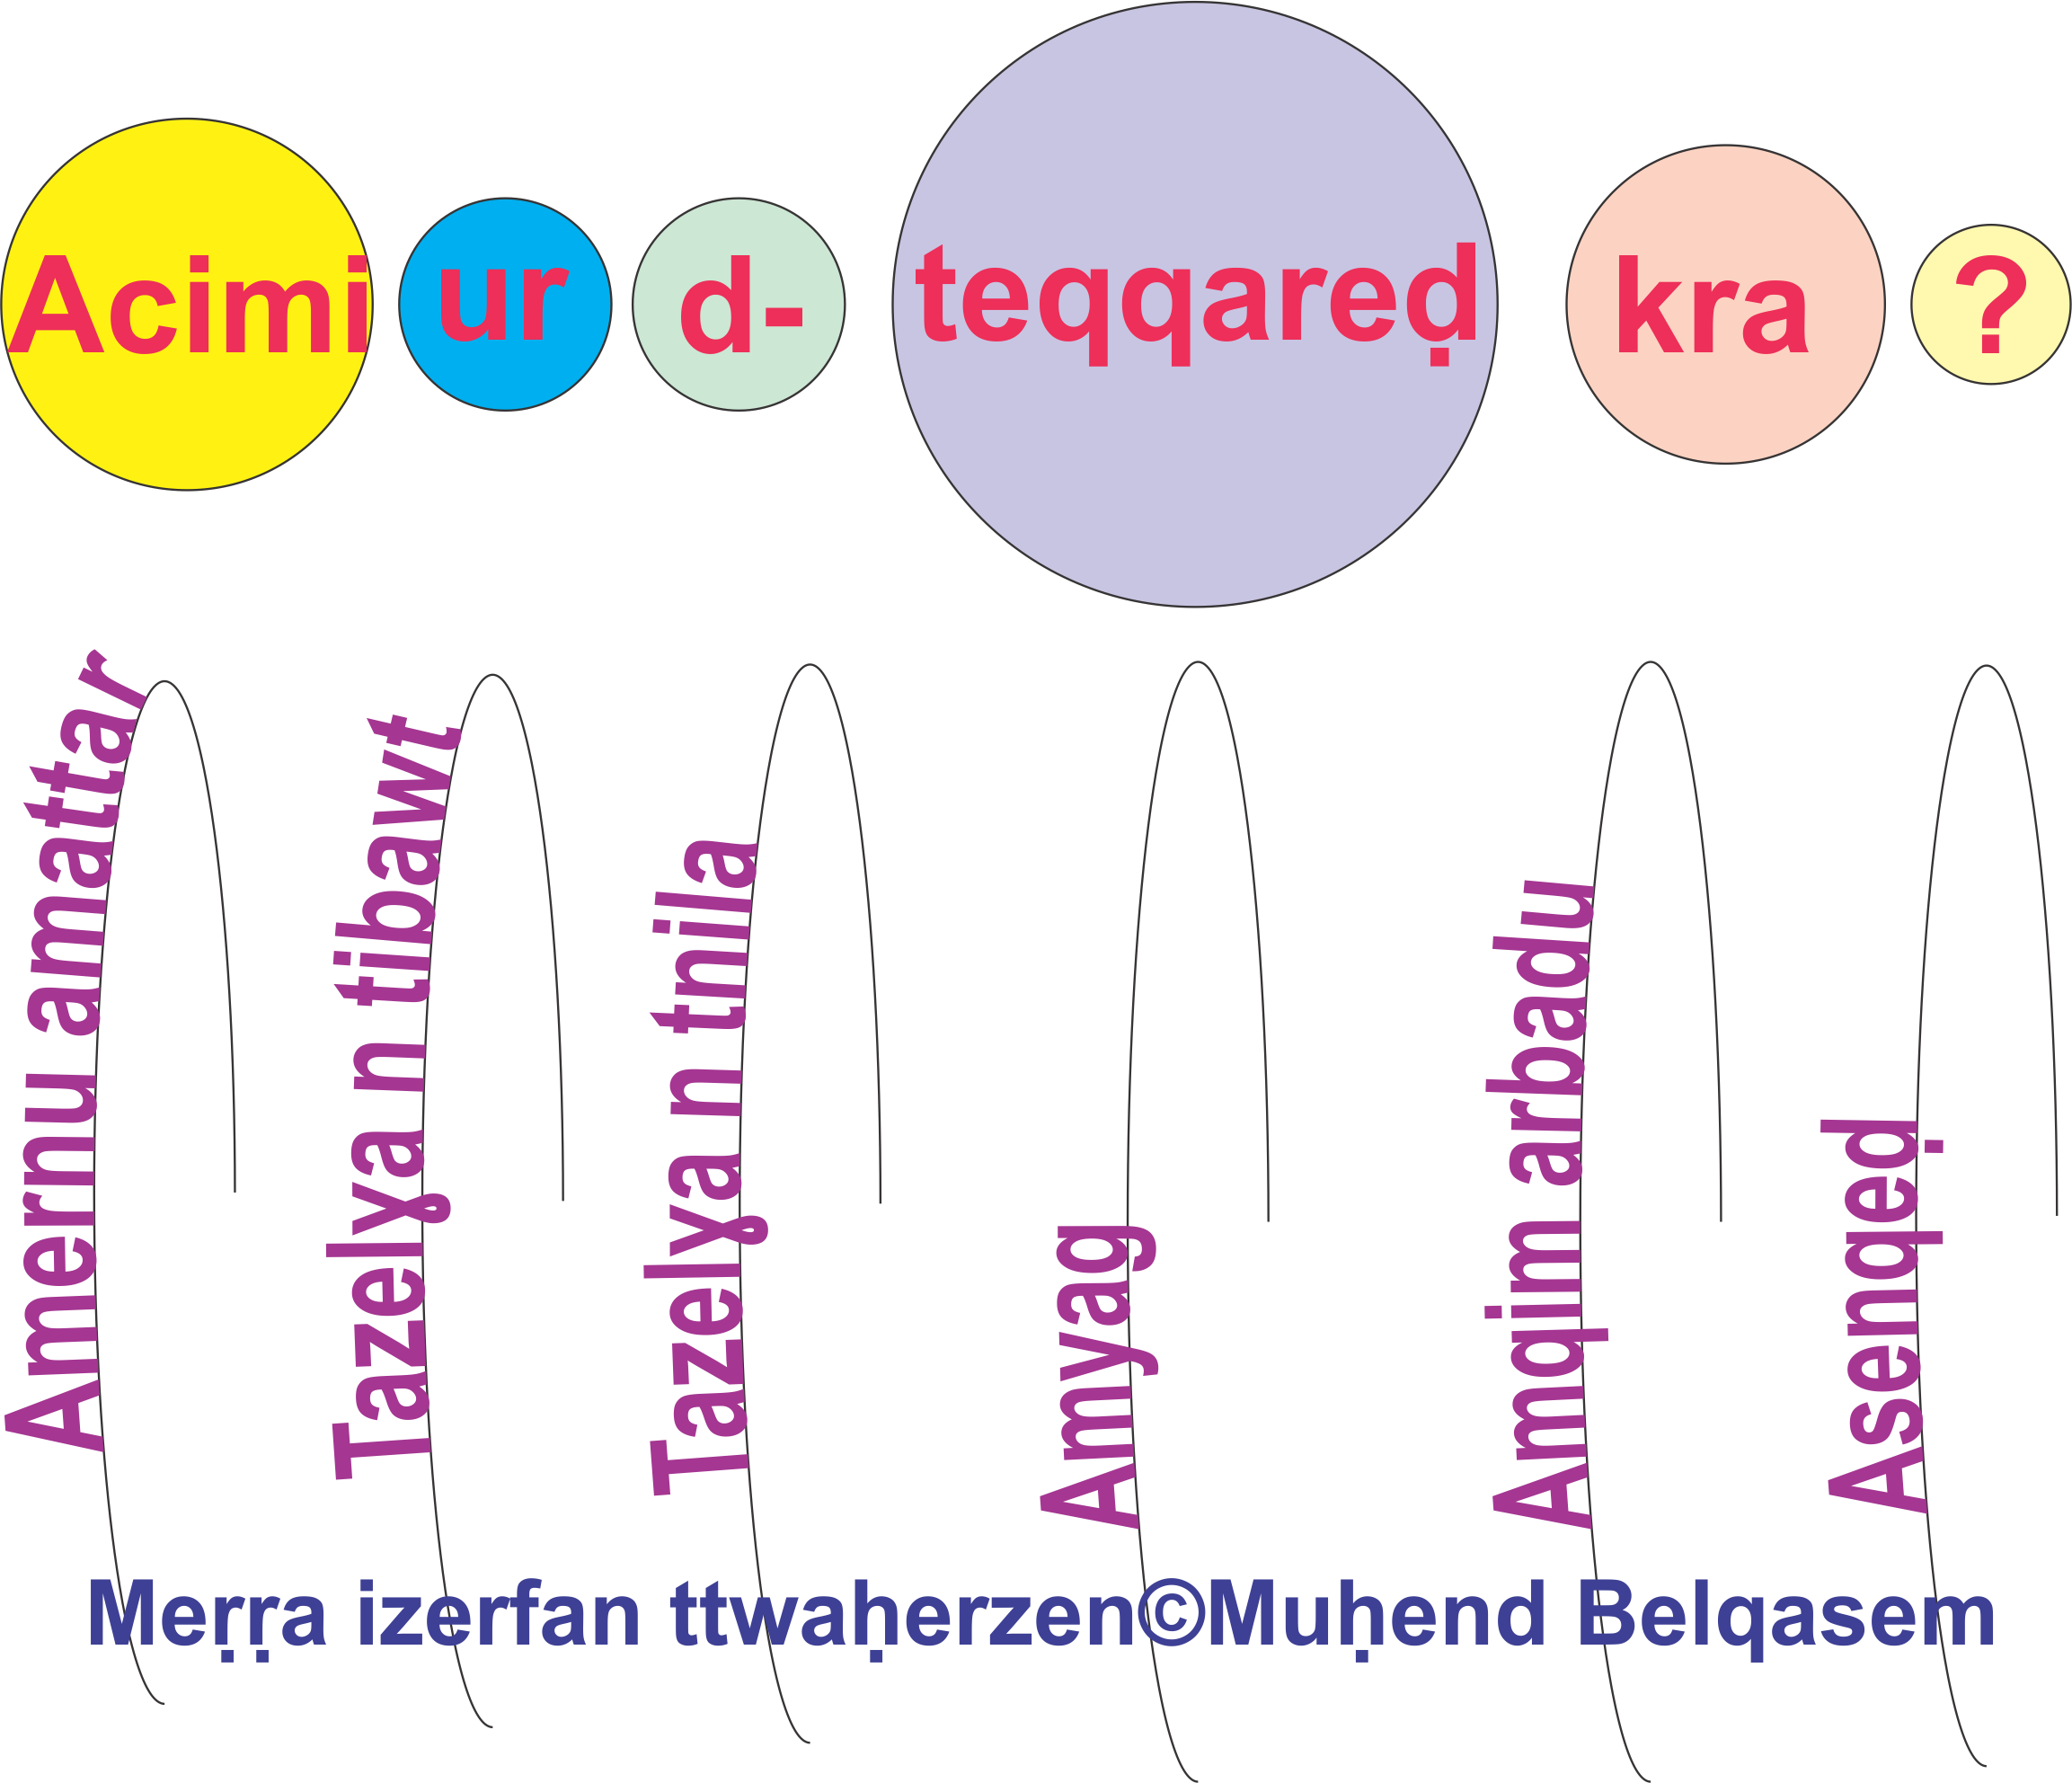 Acimi ur d- teqqareḍ kra ?
Amernu amattar
Tazelɣa n tibawt
Tazelɣa n tnila
Amyag
Amqim arbadu
Asenqeḍ
Meṛṛa izerfan ttwaḥerzen©Muḥend Belqasem